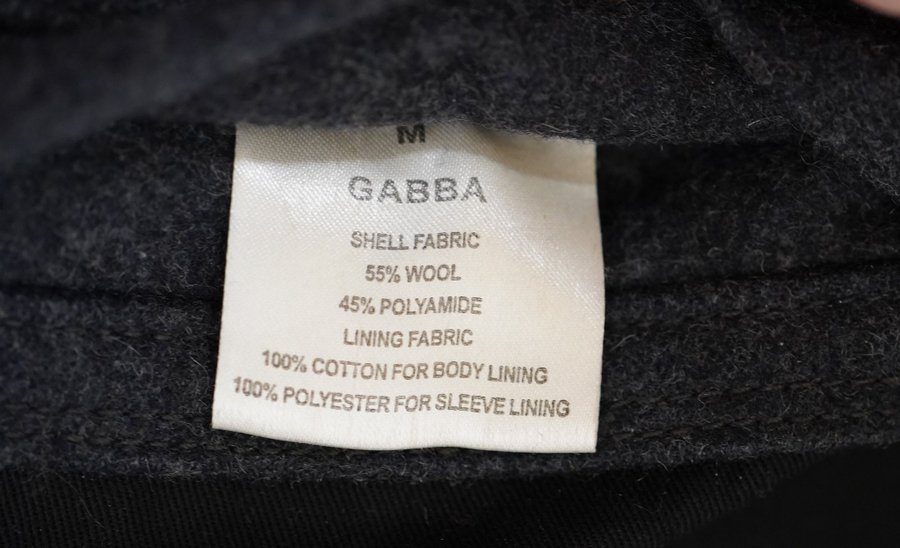 M
GABBA
SHELL FABRIC
55% WOOL
45% POLYAMIDE
LINING FABRIC
100% COTTON FOR BODY LINING
100% POLYESTER FOR SLEEVE LINING